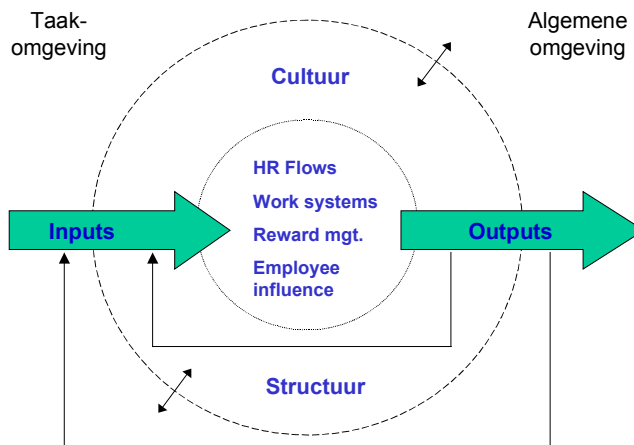 Taak-
omgeving
Algemene
omgeving
Cultuur
HR Flows
Work systems
Reward mgt.
Employee
influence
Inputs
Outputs
Structuur